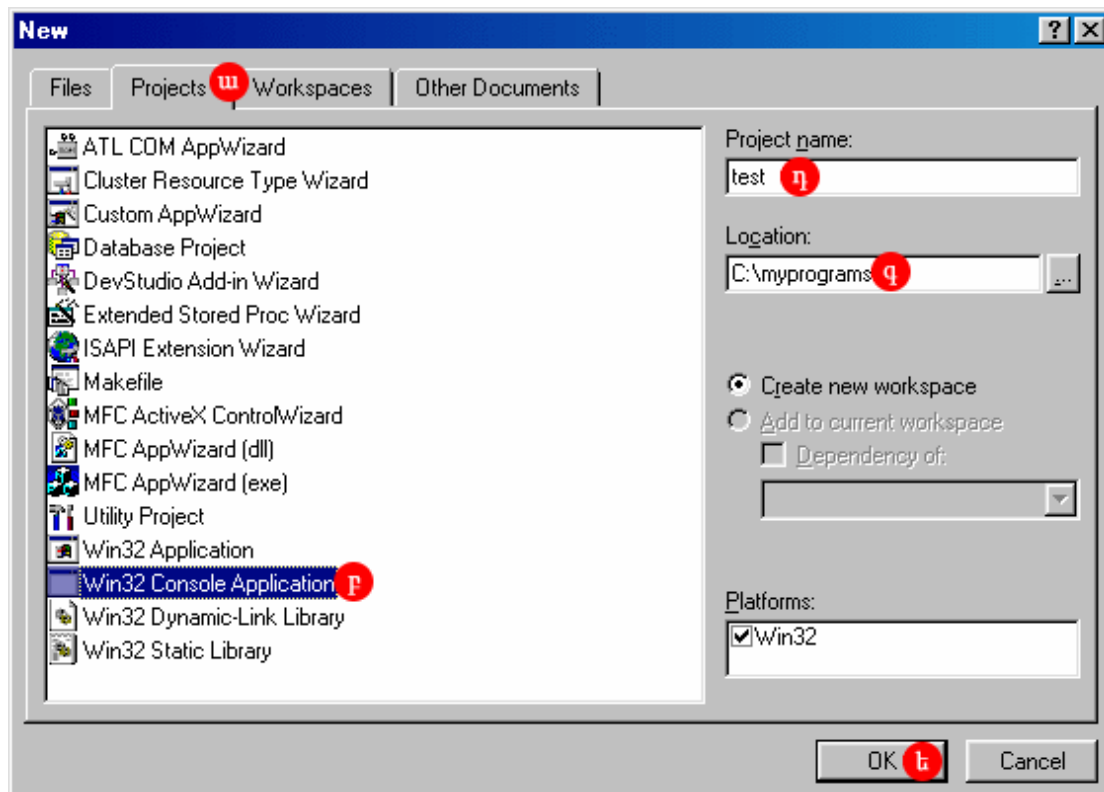 New
Files Projects ա Workspaces Other Documents
ATL COM AppWizard
Cluster Resource Type Wizard
Custom AppWizard
Database Project
DevStudio Add-in Wizard
Extended Stored Proc Wizard
ISAPI Extension Wizard
Makefile
MFC ActiveX ControlWizard
MFC AppWizard (dll)
MFC AppWizard (exe)
Utility Project
Win32 Application
Win32 Console Application բ
Win32 Dynamic-Link Library
Win32 Static Library
Project name:
test դ
Location:
C:\myprograms գ
...
Create new workspace
Add to current workspace
Dependency of:
Platforms:
Win32
OK ե Cancel